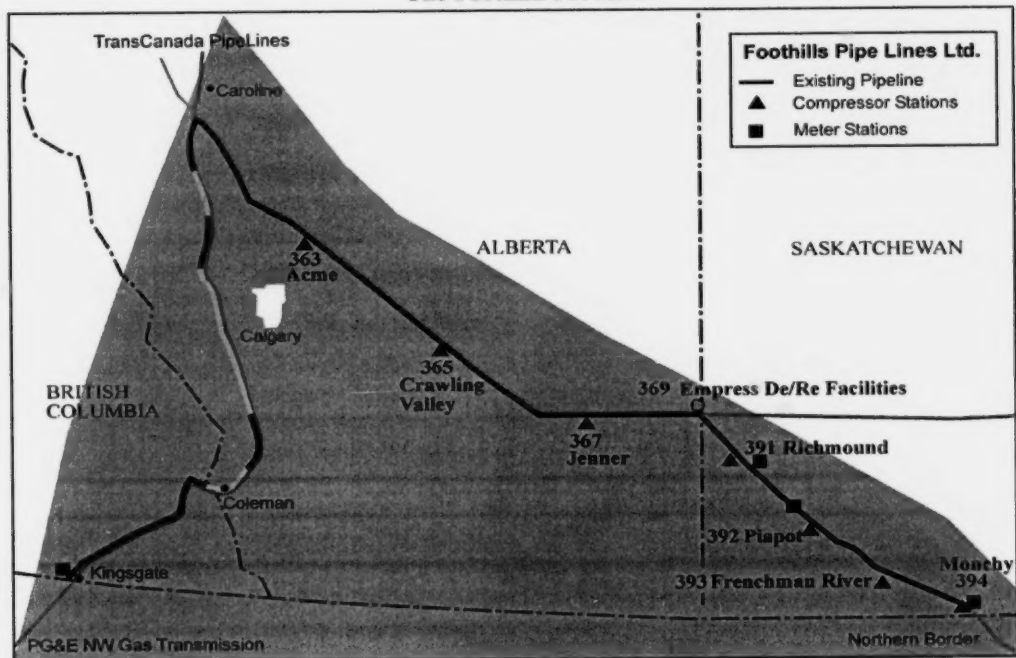 TransCanada PipeLines
Caroline
Foothills Pipe Lines Ltd.
Existing Pipeline
Compressor Stations
Meter Stations
ALBERTA
SASKATCHEWAN
363
Acme
Calgary
365
Crawling
Valley
BRITISH
COLUMBIA
369 Empress De/Re Facilities
367
Jenner
391 Richmound
Coleman
392 Piapot
393 Frenchman River
Monchy
394
Kingsgate
PG&E NW Gas Transmission
Northern Border